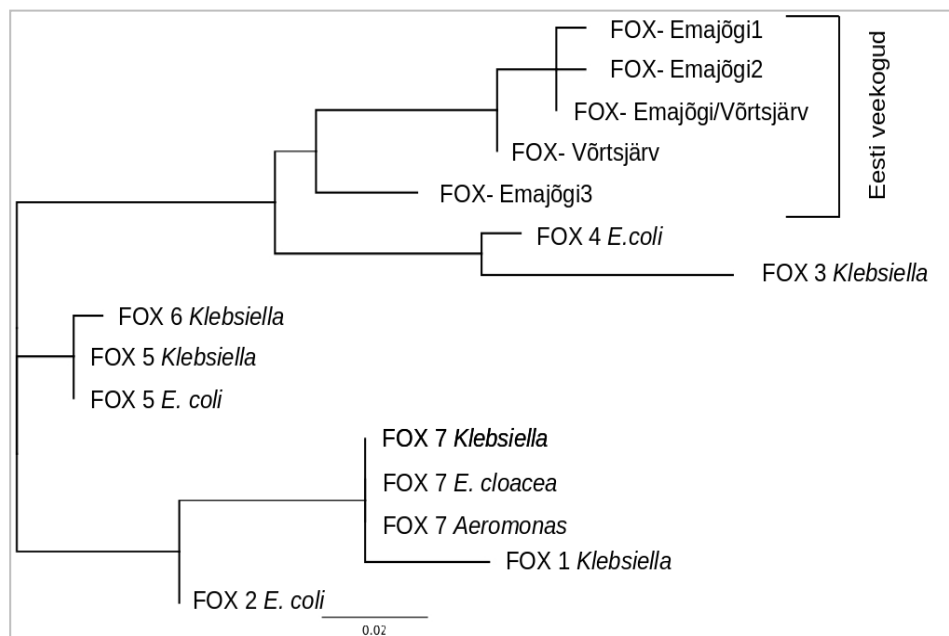 FOX- Emajõgi1
FOX- Emajõgi2
FOX- Emajõgi/Võrtsjärv
FOX- Võrtsjärv
FOX- Emajõgi3
Eesti veekogud
FOX 4 E.coli
FOX 3 Klebsiella
FOX 6 Klebsiella
FOX 5 Klebsiella
FOX 5 E. coli
FOX 7 Klebsiella
FOX 7 E. cloacea
FOX 7 Aeromonas
FOX 1 Klebsiella
FOX 2 E. coli
0.02